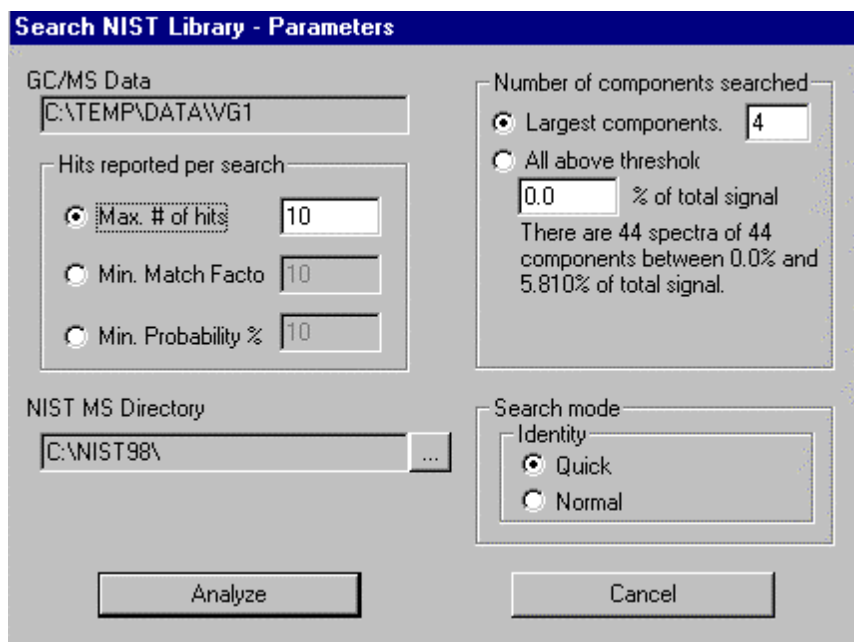 Search NIST Library - Parameters
GC/MS Data
C:\TEMP\DATA\VG1
Hits reported per search
Max. # of hits 10
Min. Match Facto 10
Min. Probability % 10
NIST MS Directory
C:\NIST98\ ...
Number of components searched
Largest components. 4
All above threshol
0.0 % of total signal
There are 44 spectra of 44
components between 0.0% and
5.810% of total signal.
Search mode
Identity
Quick
Normal
Analyze
Cancel